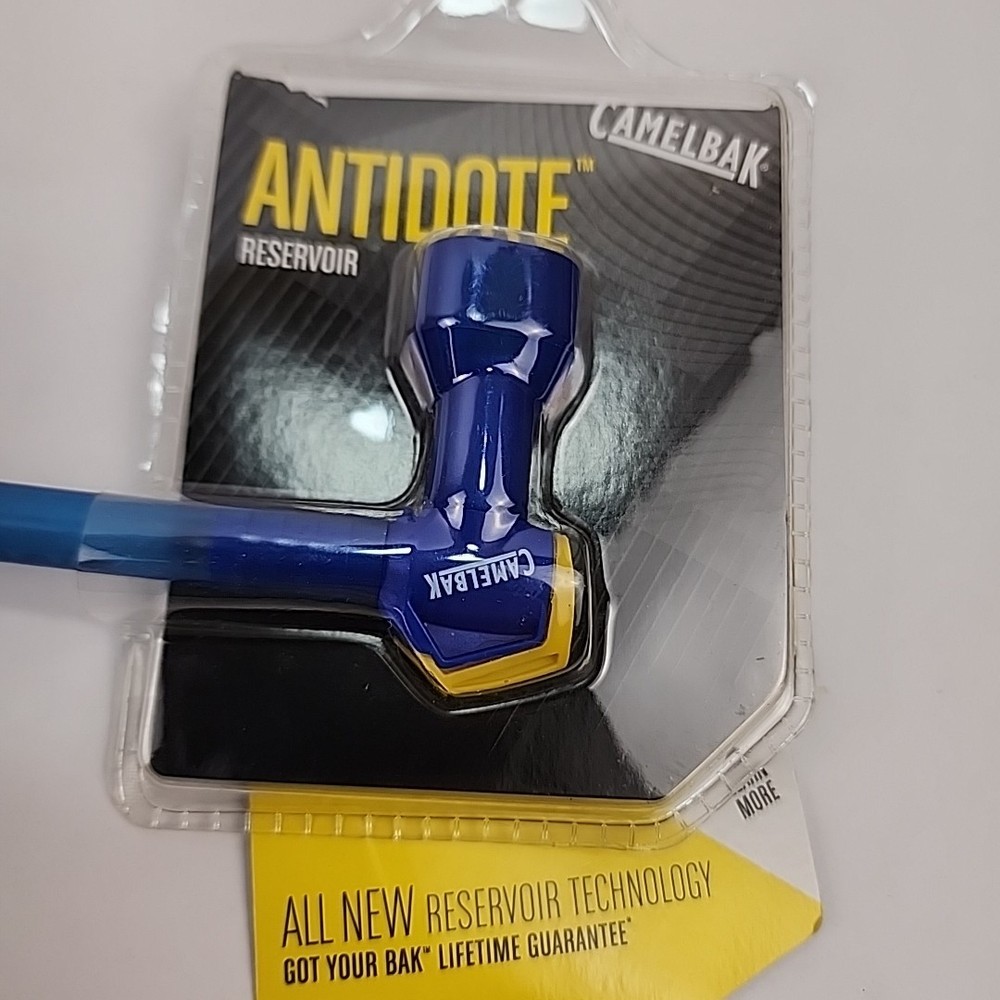 CAMELBAK®
ANTIDOTE™
RESERVOIR
CAMELBAK
MORE
ALL NEW RESERVOIR TECHNOLOGY
GOT YOUR BAK™ LIFETIME GUARANTEE*